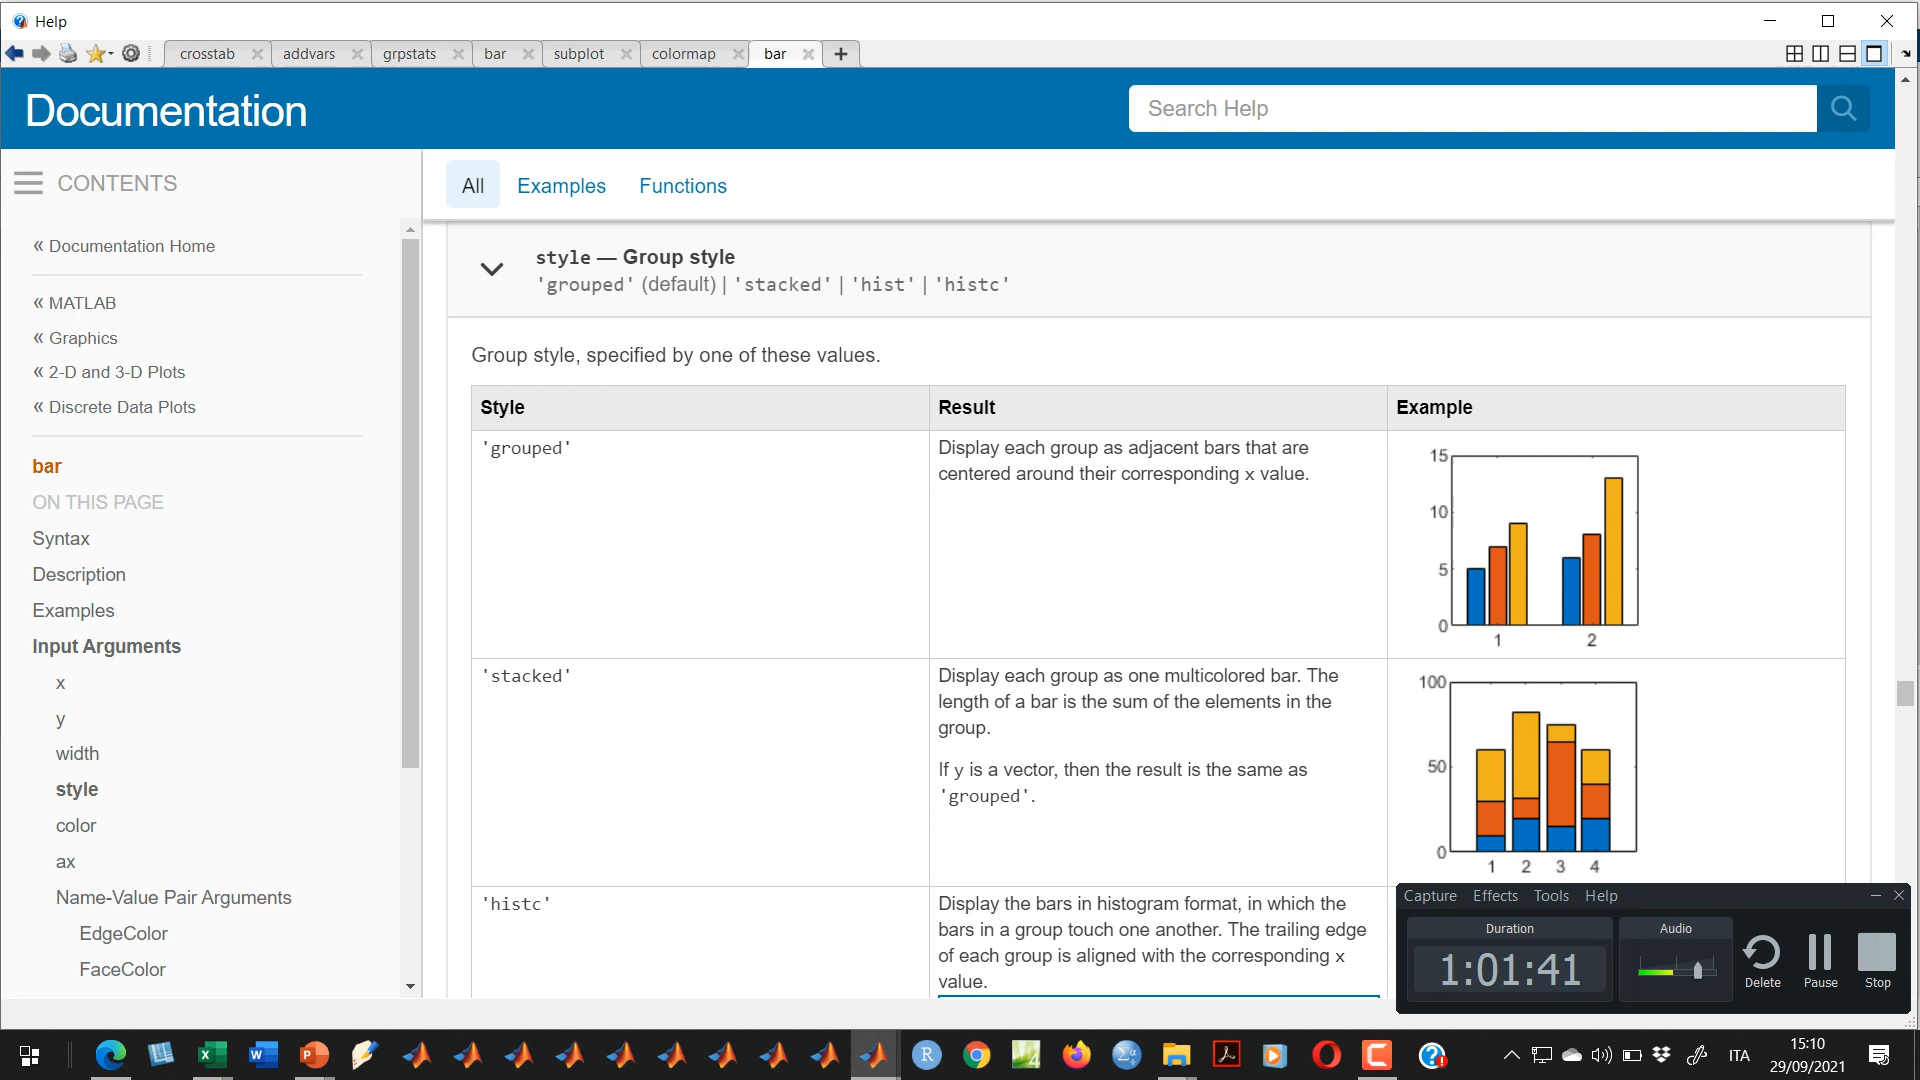 Help
crosstab addvars grpstats bar subplot colormap bar
Documentation
Search Help
CONTENTS
All Examples Functions
« Documentation Home
« MATLAB
« Graphics
« 2-D and 3-D Plots
« Discrete Data Plots
bar
ON THIS PAGE
Syntax
Description
Examples
Input Arguments
x
y
width
style
color
ax
Name-Value Pair Arguments
EdgeColor
FaceColor
style — Group style
'grouped' (default) | 'stacked' | 'hist' | 'histc'
Group style, specified by one of these values.
Style Result Example
'grouped'
Display each group as adjacent bars that are
centered around their corresponding x value.
15
10
5
0
1 2
'stacked'
Display each group as one multicolored bar. The
length of a bar is the sum of the elements in the
group.
If y is a vector, then the result is the same as
'grouped'.
100
50
0
1 2 3 4
'histc'
Display the bars in histogram format, in which the
bars in a group touch one another. The trailing edge
of each group is aligned with the corresponding x
value.
Capture Effects Tools Help
Duration
1:01:41
Audio
Delete Pause Stop
ITA
15:10
29/09/2021